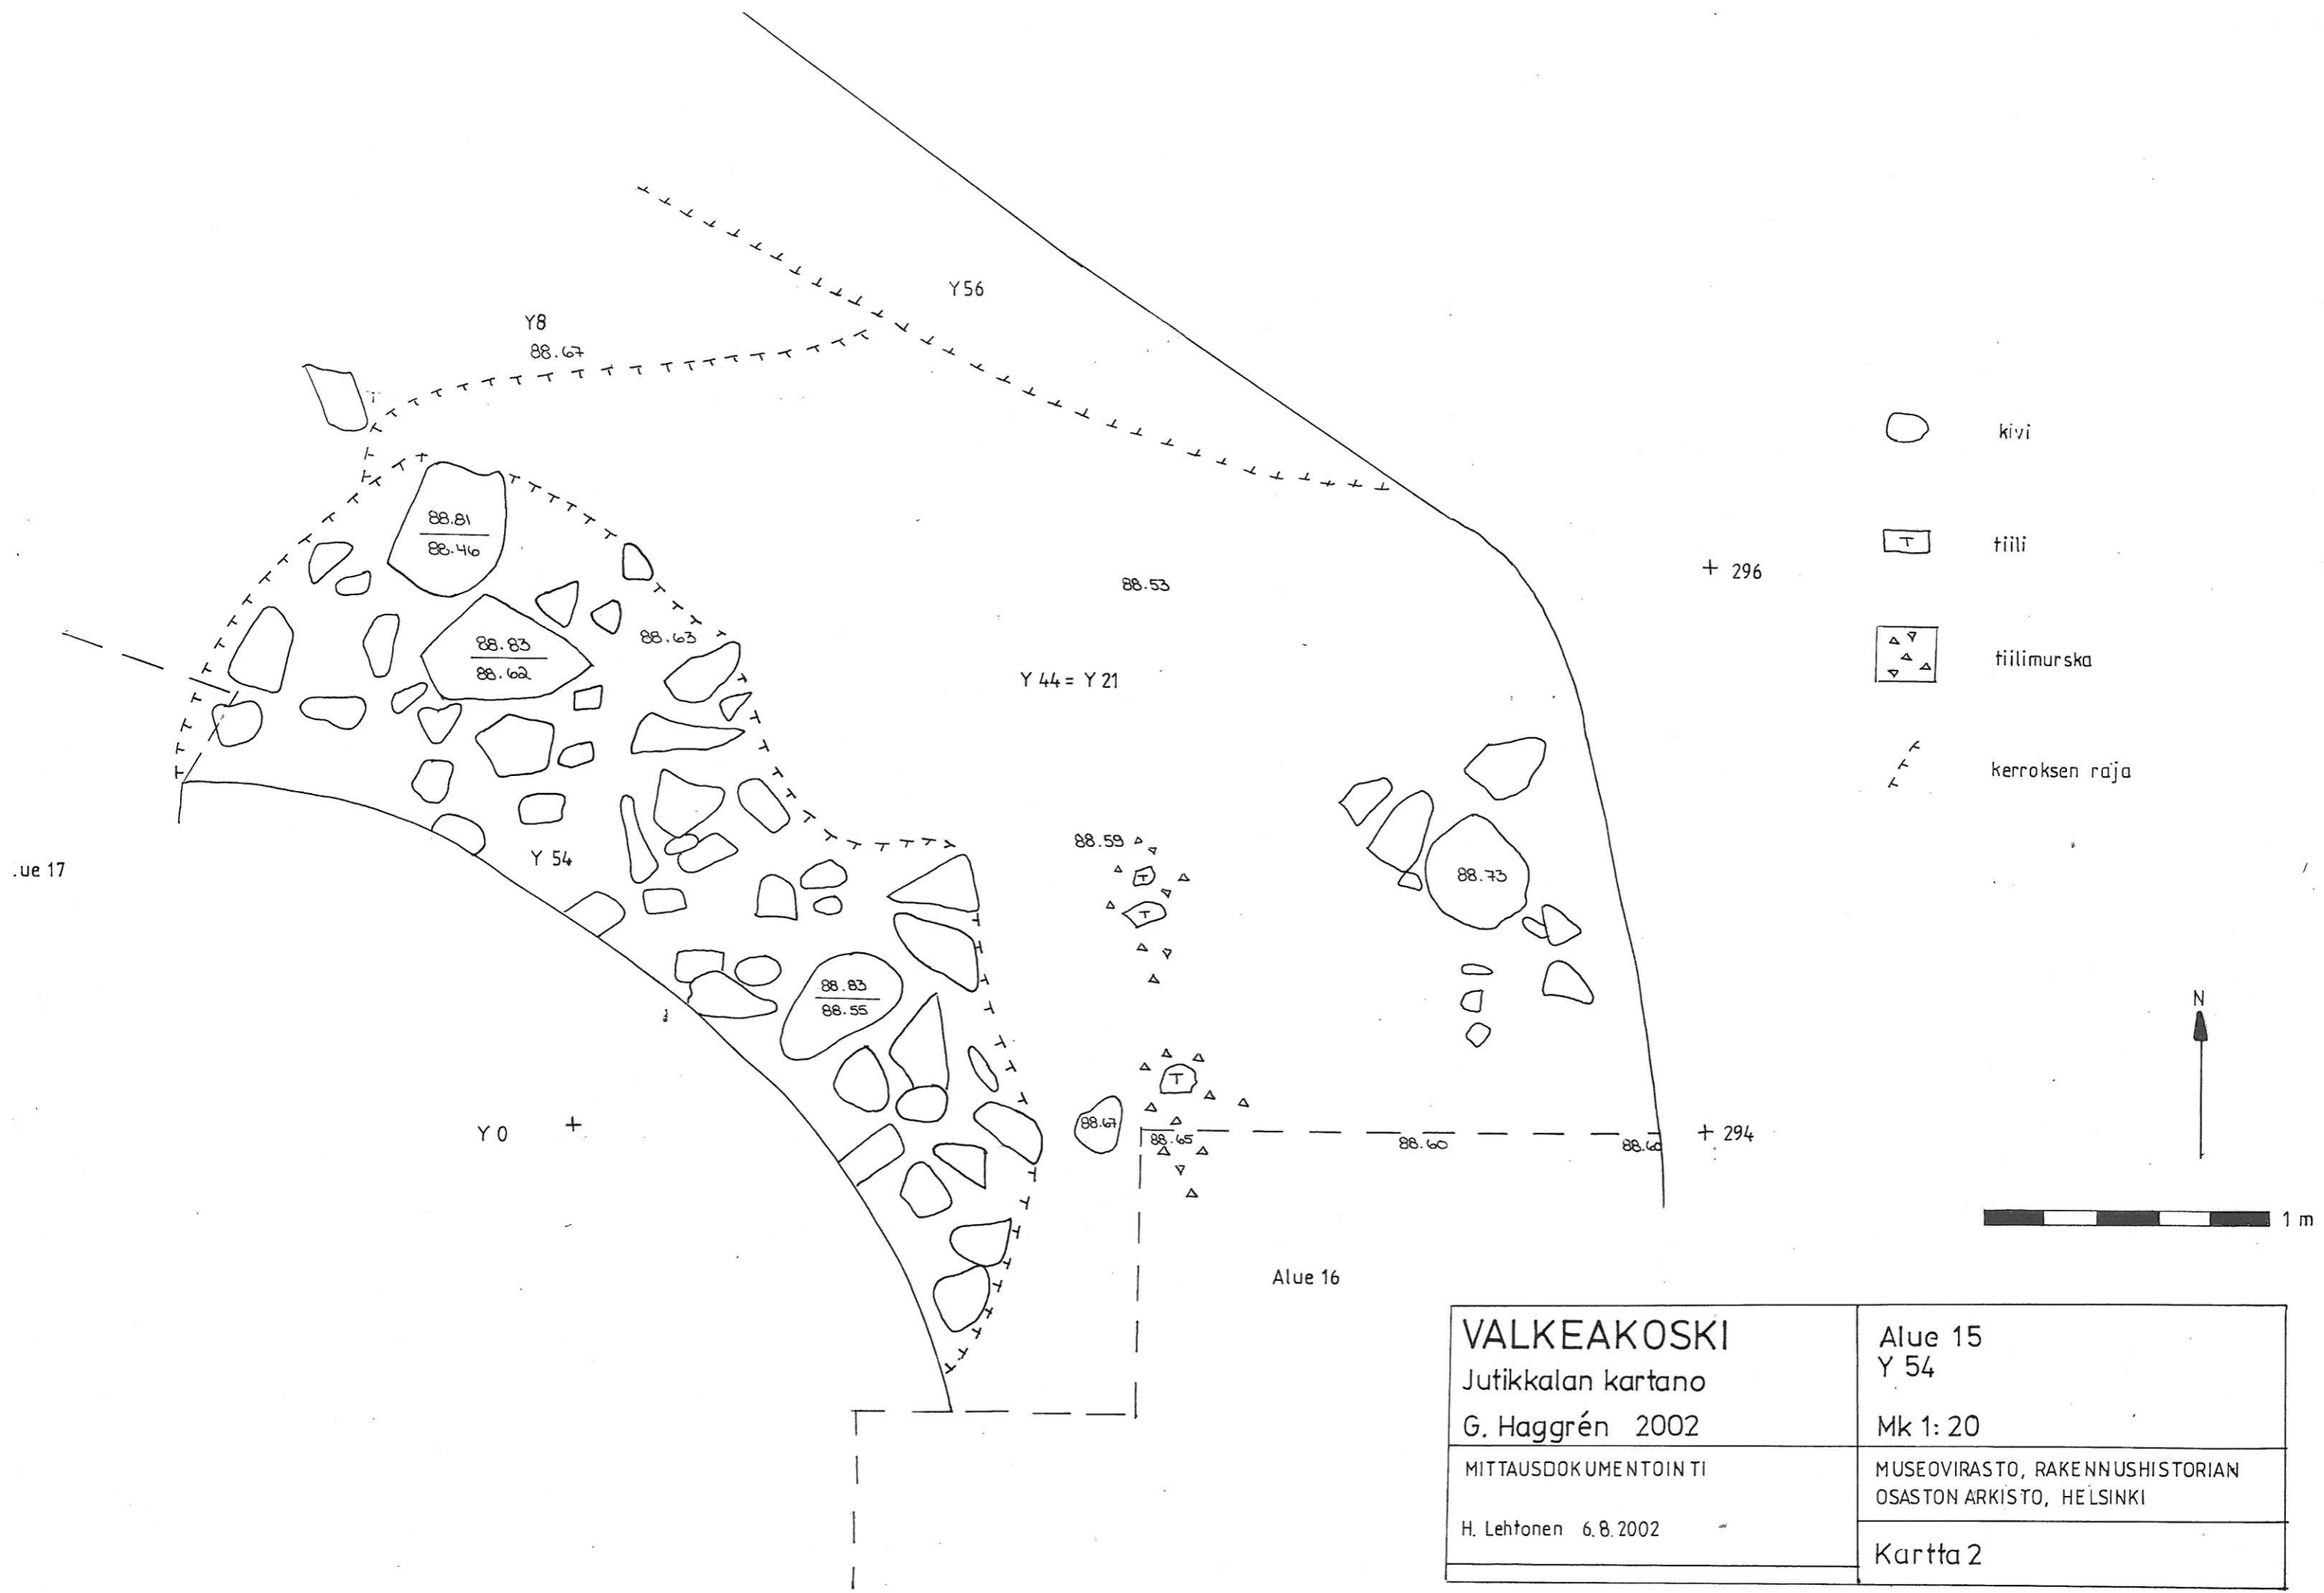 Y56
Y8
88.67
88.81
88.46
88.83
88.62
88.63
88.53
Y 44 = Y 21
Y 54
.ue 17
88.59
T
T
88.73
88.83
88.55
T
88.67
88.65
88.60
88.60
Y 0
Alue 16
+ 296
+ 294
kivi
T
tiili
tiilimurska
kerroksen raja
N
1 m
VALKEAKOSKI
Jutikkalan kartano
G. Haggrén 2002
MITTAUSDOKUMENTOINTI
H. Lehtonen 6.8.2002
Alue 15
Y 54
Mk 1:20
MUSEOVIRASTO, RAKENNUSHISTORIAN
OSASTON ARKISTO, HELSINKI
Kartta 2